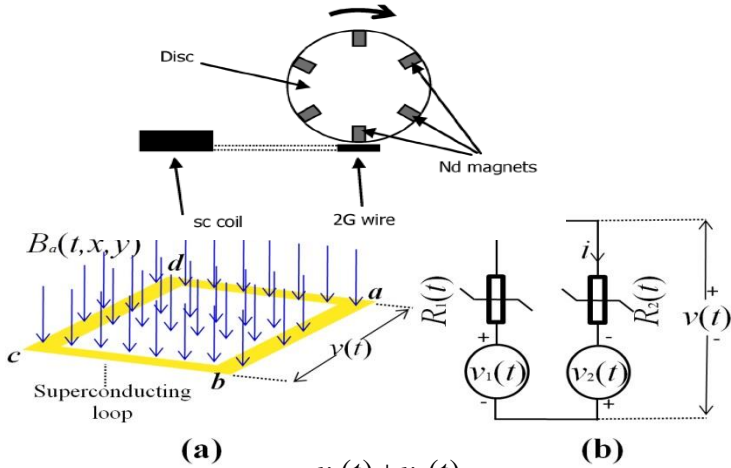 Disc
Nd magnets
sc coil
2G wire
Bₐ(t,x,y)
d
a
c
b
y(t)
Superconducting
loop
(a)
i
R₁(t)
R₂(t)
+
-
v₁(t)
-
+
v₂(t)
+
v(t)
-
(b)